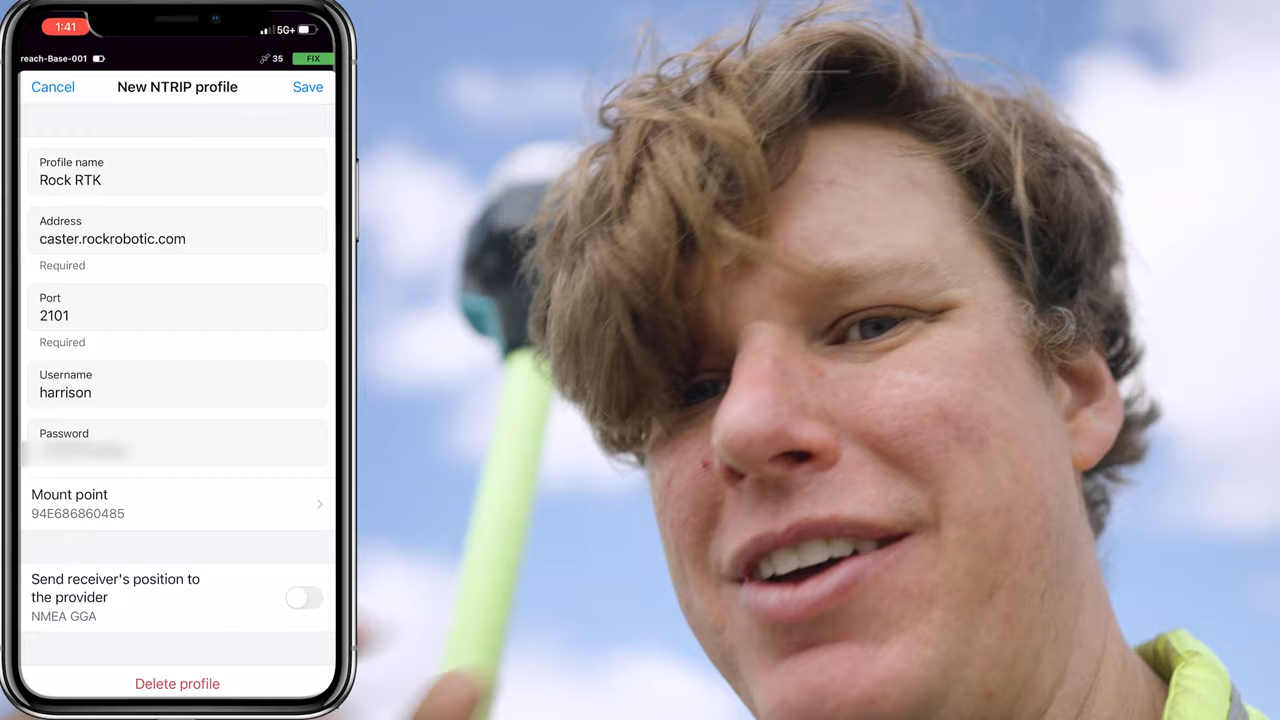 1:41
5G+
reach-Base-001
35
FIX
Cancel
New NTRIP profile
Save
Profile name
Rock RTK
Address
caster.rockrobotic.com
Required
Port
2101
Required
Username
harrison
Password
Mount point
94E686860485
Send receiver's position to
the provider
NMEA GGA
Delete profile